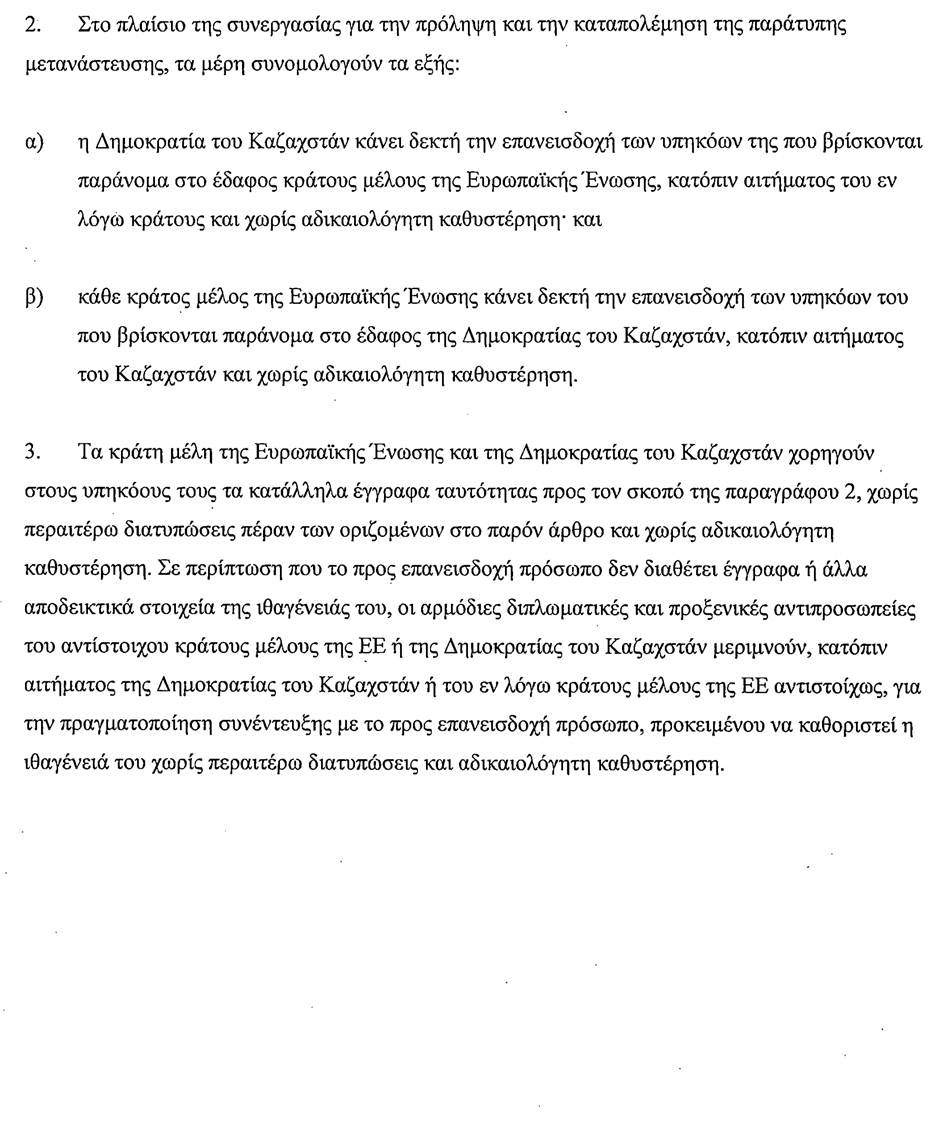 2. Στο πλαίσιο της συνεργασίας για την πρόληψη και την καταπολέμηση της παράτυπης
μετανάστευσης, τα μέρη συνομολογούν τα εξής:
α) η Δημοκρατία του Καζαχστάν κάνει δεκτή την επανεισδοχή των υπηκόων της που βρίσκονται
παράνομα στο έδαφος κράτους μέλους της Ευρωπαϊκής Ένωσης, κατόπιν αιτήματος του εν
λόγω κράτους και χωρίς αδικαιολόγητη καθυστέρηση· και
β) κάθε κράτος μέλος της Ευρωπαϊκής Ένωσης κάνει δεκτή την επανεισδοχή των υπηκόων του
που βρίσκονται παράνομα στο έδαφος της Δημοκρατίας του Καζαχστάν, κατόπιν αιτήματος
του Καζαχστάν και χωρίς αδικαιολόγητη καθυστέρηση.
3. Τα κράτη μέλη της Ευρωπαϊκής Ένωσης και της Δημοκρατίας του Καζαχστάν χορηγούν
στους υπηκόους τους τα κατάλληλα έγγραφα ταυτότητας προς τον σκοπό της παραγράφου 2, χωρίς
περαιτέρω διατυπώσεις πέραν των οριζομένων στο παρόν άρθρο και χωρίς αδικαιολόγητη
καθυστέρηση. Σε περίπτωση που το προς επανεισδοχή πρόσωπο δεν διαθέτει έγγραφα ή άλλα
αποδεικτικά στοιχεία της ιθαγένειάς του, οι αρμόδιες διπλωματικές και προξενικές αντιπροσωπείες
του αντίστοιχου κράτους μέλους της ΕΕ ή της Δημοκρατίας του Καζαχστάν μεριμνούν, κατόπιν
αιτήματος της Δημοκρατίας του Καζαχστάν ή του εν λόγω κράτους μέλους της ΕΕ αντιστοίχως, για
την πραγματοποίηση συνέντευξης με το προς επανεισδοχή πρόσωπο, προκειμένου να καθοριστεί η
ιθαγένειά του χωρίς περαιτέρω διατυπώσεις και αδικαιολόγητη καθυστέρηση.